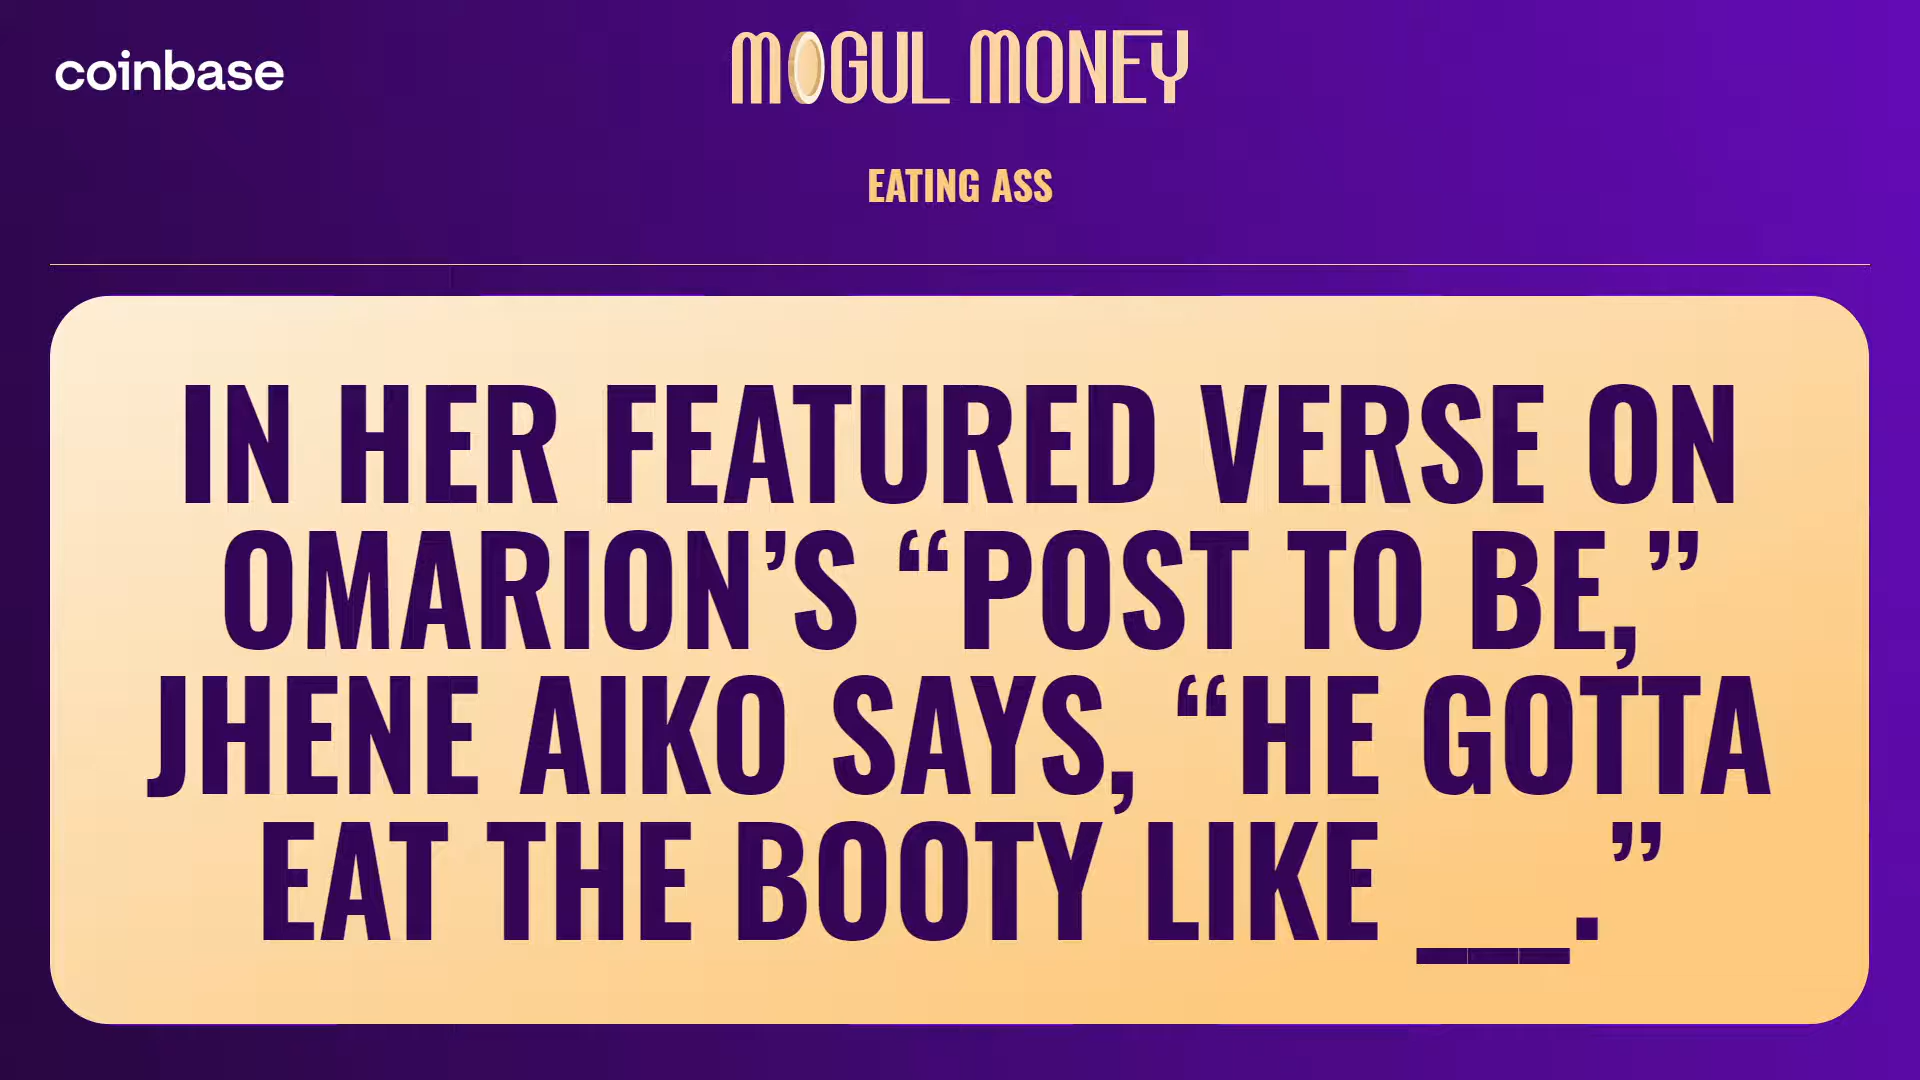 coinbase
MOGUL MONEY
EATING ASS
IN HER FEATURED VERSE ON
OMARION’S “POST TO BE,”
JHENE AIKO SAYS, “HE GOTTA
EAT THE BOOTY LIKE ___.”